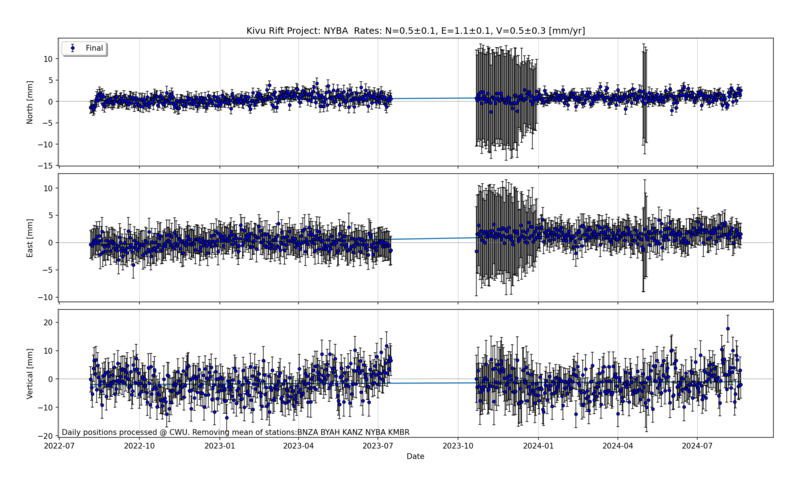 Kivu Rift Project: NYBA Rates: N=0.5±0.1, E=1.1±0.1, V=0.5±0.3 [mm/yr]
Final
North [mm]
10
5
0
−5
−10
−15
East [mm]
10
5
0
−5
−10
Vertical [mm]
20
10
0
−10
−20
Daily positions processed @ CWU. Removing mean of stations:BNZA BYAH KANZ NYBA KMBR
2022-07 2022-10 2023-01 2023-04 2023-07 2023-10 2024-01 2024-04 2024-07
Date